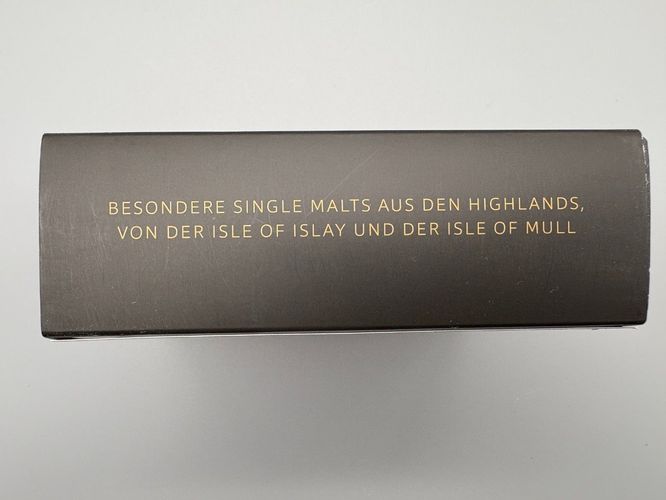 BESONDERE SINGLE MALTS AUS DEN HIGHLANDS,
VON DER ISLE OF ISLAY UND DER ISLE OF MULL